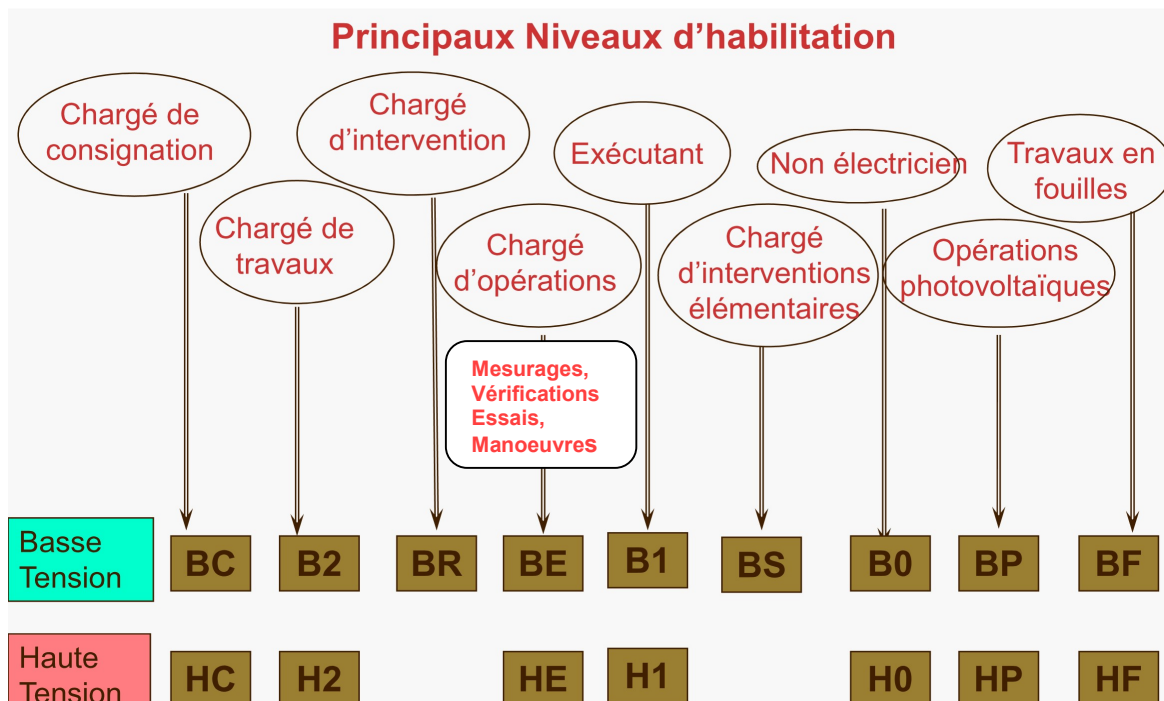 Principaux Niveaux d’habilitation
Chargé de
consignation
Chargé de
travaux
Chargé
d’intervention
Chargé
d’opérations
Mesurages,
Vérifications
Essais,
Manoeuvres
Exécutant
Chargé
d’interventions
élémentaires
Non électricien
Opérations
photovoltaïques
Travaux en
fouilles
Basse
Tension
BC
B2
BR
BE
B1
BS
B0
BP
BF
Haute
Tension
HC
H2
HE
H1
H0
HP
HF